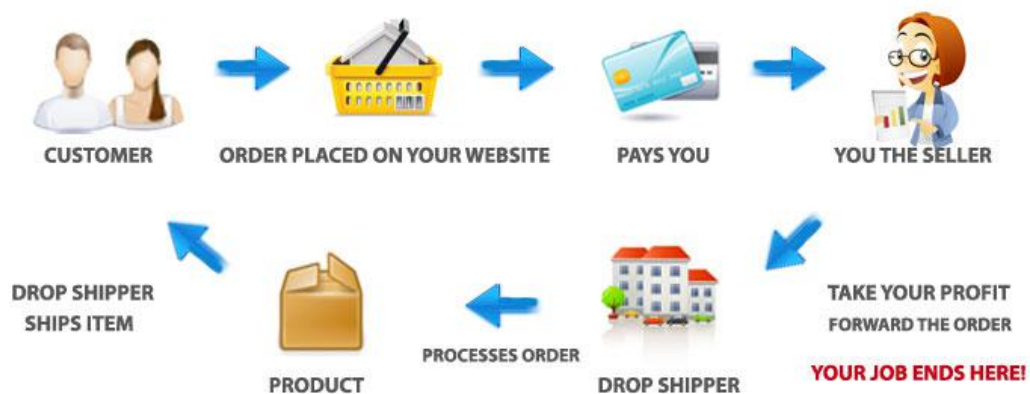 CUSTOMER
ORDER PLACED ON YOUR WEBSITE
PAYS YOU
YOU THE SELLER
TAKE YOUR PROFIT
FORWARD THE ORDER
YOUR JOB ENDS HERE!
DROP SHIPPER
PROCESSES ORDER
PRODUCT
DROP SHIPPER
SHIPS ITEM